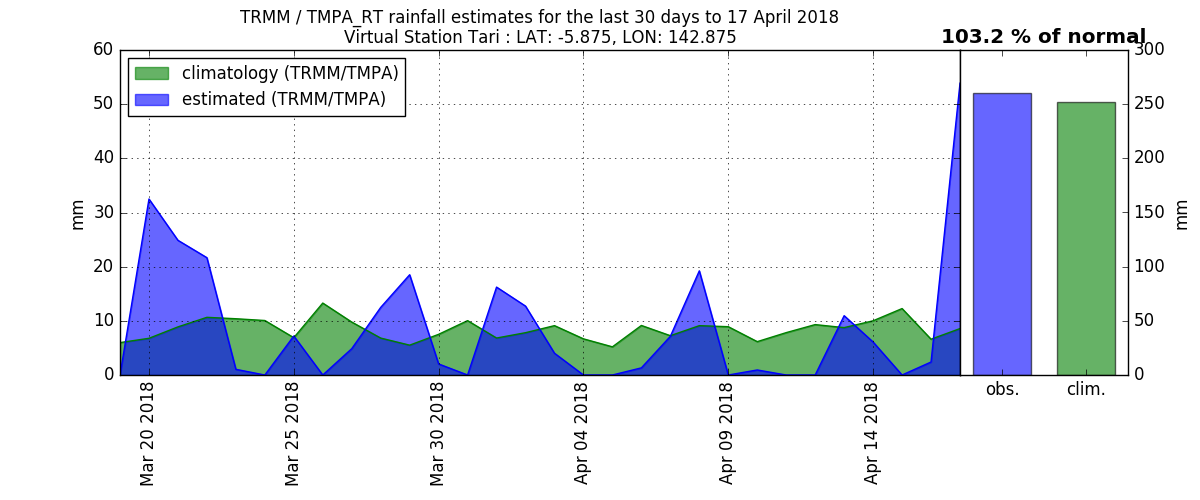 TRMM / TMPA_RT rainfall estimates for the last 30 days to 17 April 2018
Virtual Station Tari : LAT: -5.875, LON: 142.875
103.2 % of normal
climatology (TRMM/TMPA)
estimated (TRMM/TMPA)
60
50
40
30
20
10
0
mm
Mar 20 2018
Mar 25 2018
Mar 30 2018
Apr 04 2018
Apr 09 2018
Apr 14 2018
300
250
200
150
100
50
0
mm
obs.
clim.